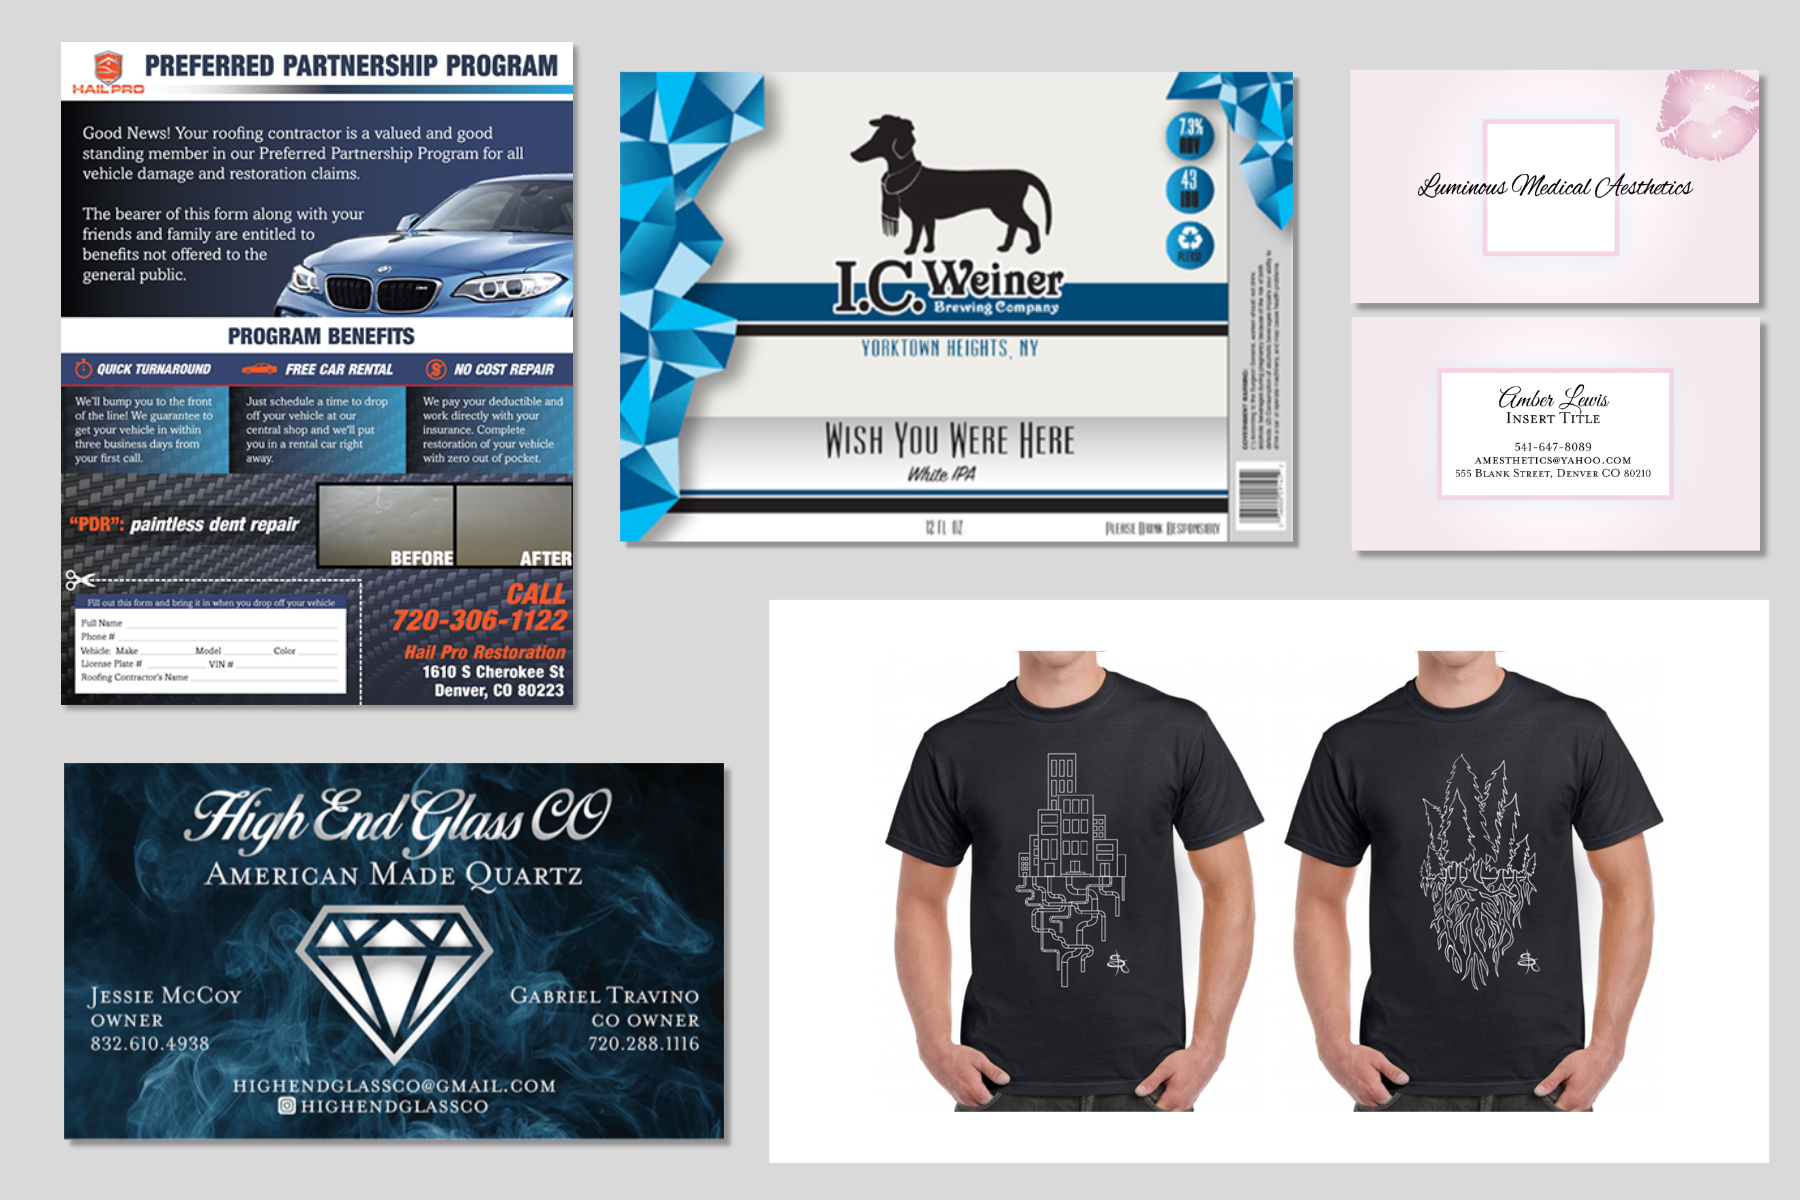 HAIL PRO
PREFERRED PARTNERSHIP PROGRAM
Good News! Your roofing contractor is a valued and good
standing member in our Preferred Partnership Program for all
vehicle damage and restoration claims.
The bearer of this form along with your
friends and family are entitled to
benefits not offered to the
general public.
PROGRAM BENEFITS
QUICK TURNAROUND
We'll bump you to the front
of the line! We guarantee to
get your vehicle in within
three business days from
your first call.
FREE CAR RENTAL
Just schedule a time to drop
off your vehicle at our
central shop and we'll put
you in a rental car right
away.
NO COST REPAIR
We pay your deductible and
work directly with your
insurance. Complete
restoration of your vehicle
with zero out of pocket.
"PDR": paintless dent repair
BEFORE
AFTER
Fill out this form and bring it in when you drop off your vehicle
Full Name
Phone #
Vehicle: Make Model Color
License Plate # VIN #
Roofing Contractor's Name
CALL
720-306-1122
Hail Pro Restoration
1610 S Cherokee St
Denver, CO 80223
7.3%
ABV
43
IBU
PLEASE
I.C. Weiner
Brewing Company
YORKTOWN HEIGHTS, NY
WISH YOU WERE HERE
White IPA
12 FL. OZ.
PLEASE DRINK RESPONSIBLY
GOVERNMENT WARNING:
Luminous Medical Aesthetics
Amber Lewis
INSERT TITLE
541-647-8089
AMESTHETICS@YAHOO.COM
555 BLANK STREET, DENVER CO 80210
High End Glass CO
AMERICAN MADE QUARTZ
JESSIE MCCOY
OWNER
832.610.4938
GABRIEL TRAVINO
CO OWNER
720.288.1116
HIGHENDGLASSCO@GMAIL.COM
HIGHENDGLASSCO